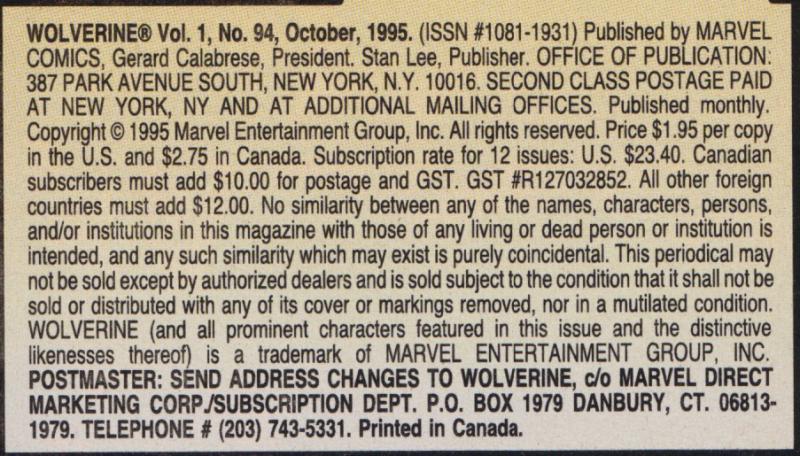 WOLVERINE® Vol. 1, No. 94, October, 1995. (ISSN #1081-1931) Published by MARVEL
COMICS, Gerard Calabrese, President. Stan Lee, Publisher. OFFICE OF PUBLICATION:
387 PARK AVENUE SOUTH, NEW YORK, N.Y. 10016. SECOND CLASS POSTAGE PAID
AT NEW YORK, NY AND AT ADDITIONAL MAILING OFFICES. Published monthly.
Copyright © 1995 Marvel Entertainment Group, Inc. All rights reserved. Price $1.95 per copy
in the U.S. and $2.75 in Canada. Subscription rate for 12 issues: U.S. $23.40. Canadian
subscribers must add $10.00 for postage and GST. GST #R127032852. All other foreign
countries must add $12.00. No similarity between any of the names, characters, persons,
and/or institutions in this magazine with those of any living or dead person or institution is
intended, and any such similarity which may exist is purely coincidental. This periodical may
not be sold except by authorized dealers and is sold subject to the condition that it shall not be
sold or distributed with any of its cover or markings removed, nor in a mutilated condition.
WOLVERINE (and all prominent characters featured in this issue and the distinctive
likenesses thereof) is a trademark of MARVEL ENTERTAINMENT GROUP, INC.
POSTMASTER: SEND ADDRESS CHANGES TO WOLVERINE, c/o MARVEL DIRECT
MARKETING CORP./SUBSCRIPTION DEPT. P.O. BOX 1979 DANBURY, CT. 06813-
1979. TELEPHONE # (203) 743-5331. Printed in Canada.